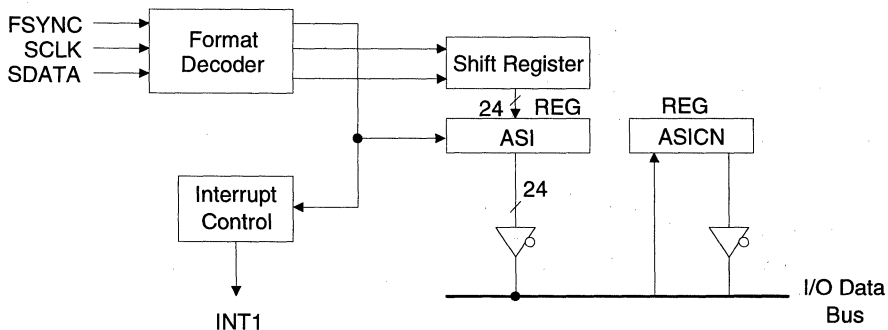 FSYNC
SCLK
SDATA
Format
Decoder
Shift Register
24
REG
ASI
REG
ASICN
Interrupt
Control
24
I/O Data
Bus
INT1